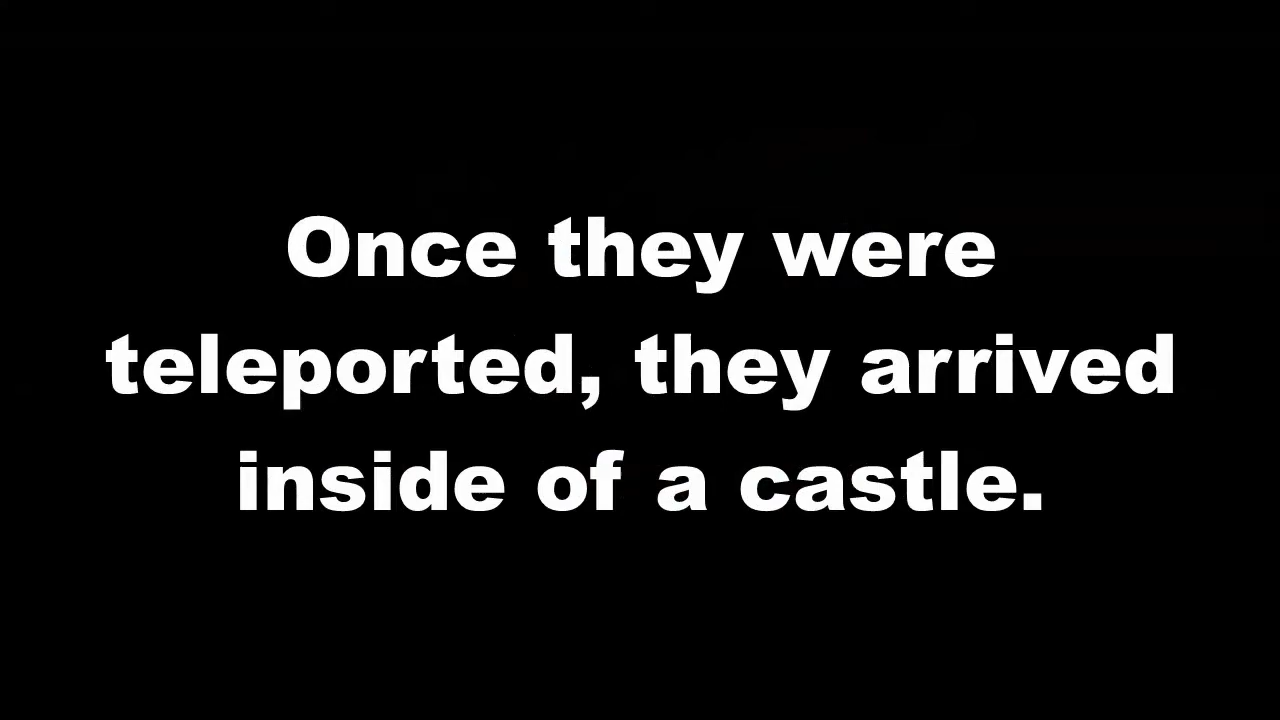 Once they were
teleported, they arrived
inside of a castle.